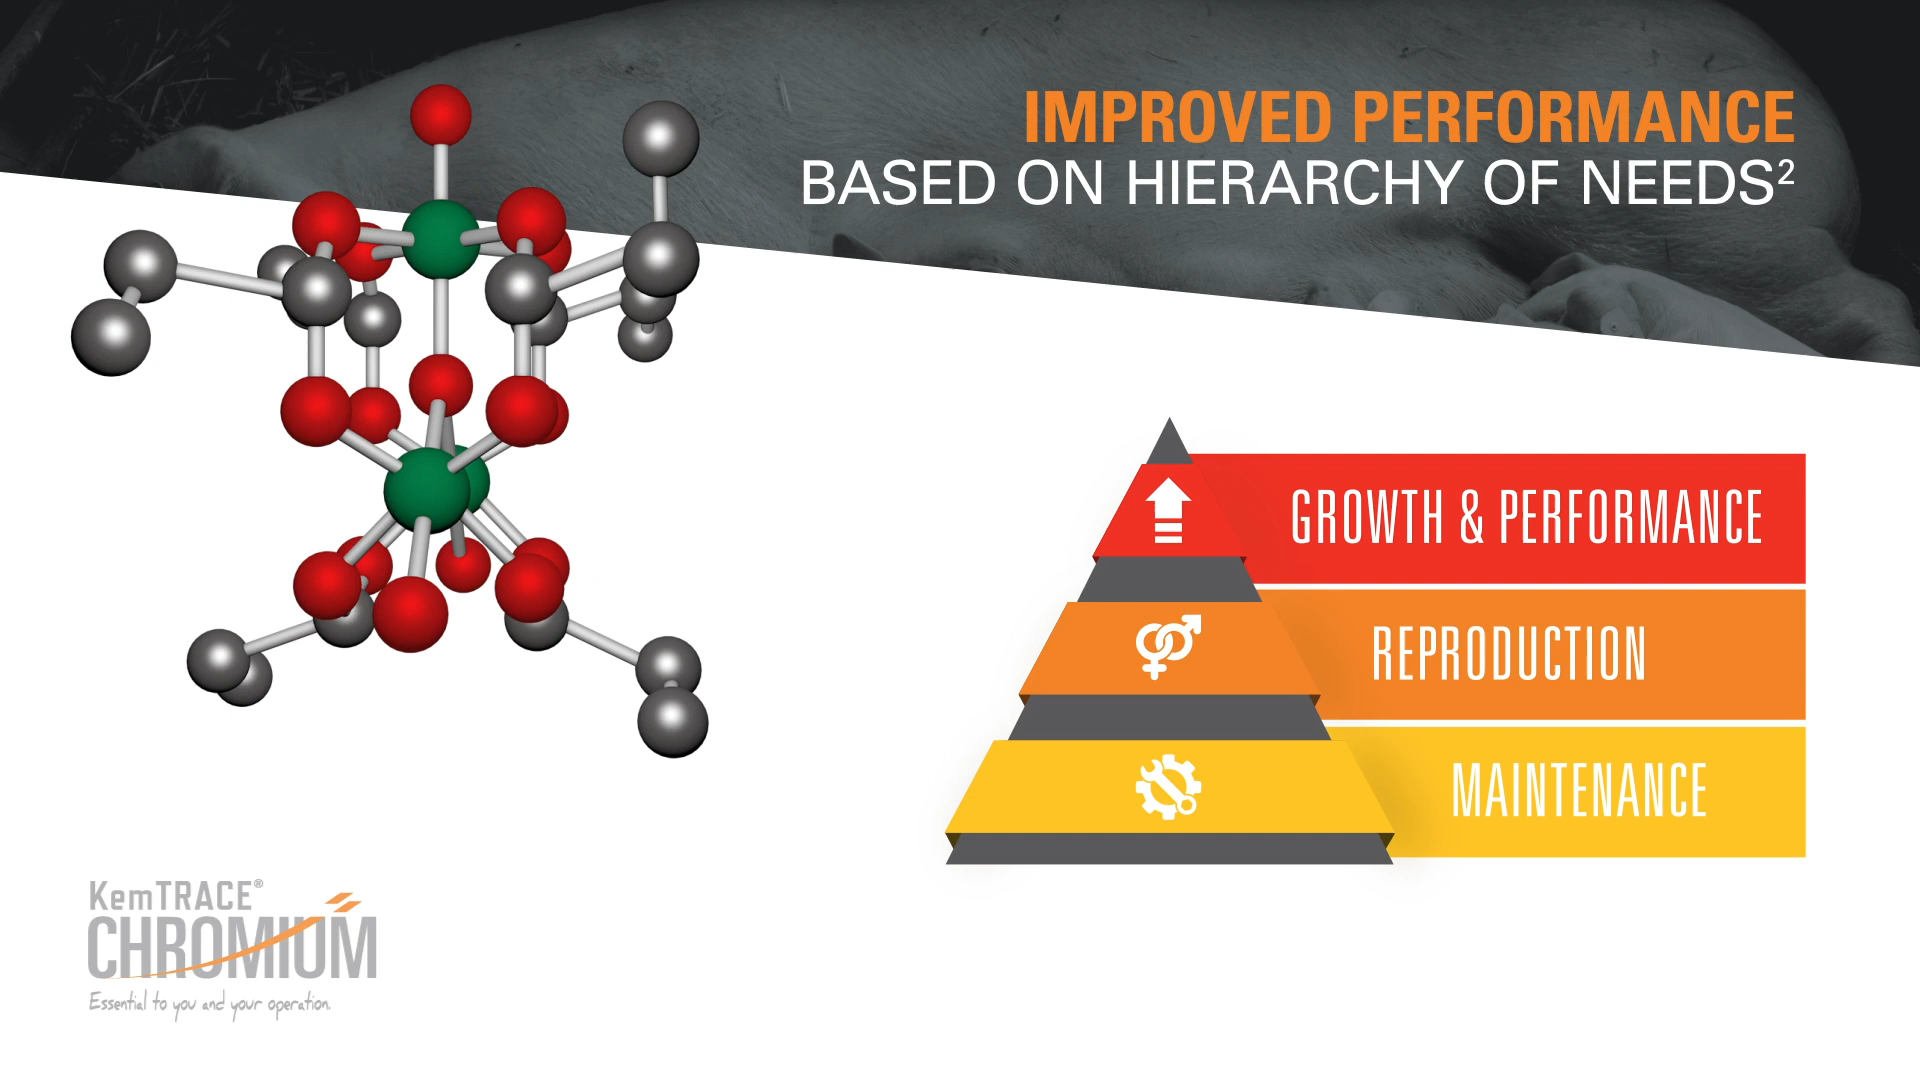 IMPROVED PERFORMANCE
BASED ON HIERARCHY OF NEEDS²
GROWTH & PERFORMANCE
REPRODUCTION
MAINTENANCE
KemTRACE®
CHROMIUM
Essential to you and your operation.